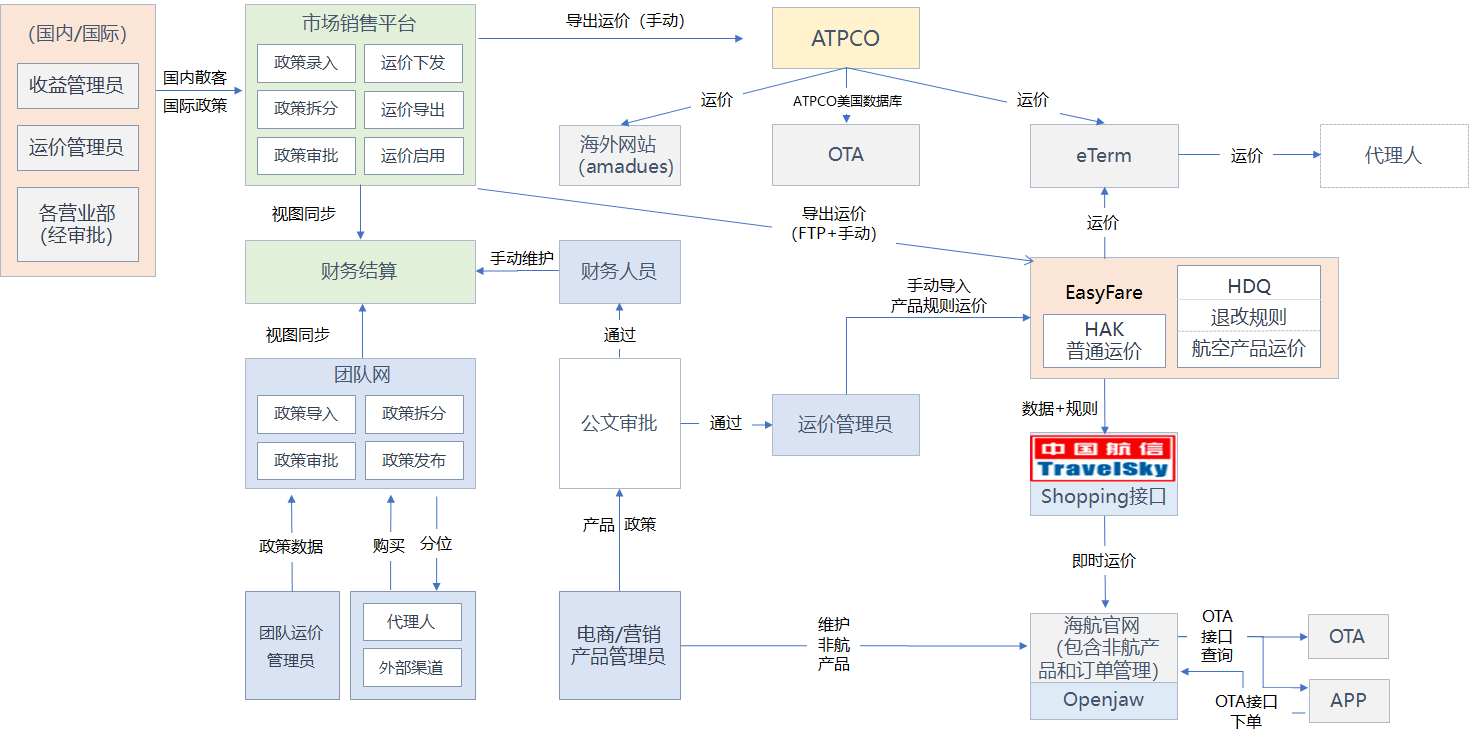 (国内/国际)
收益管理员
运价管理员
各营业部
(经审批)
国内散客
国际政策
市场销售平台
政策录入
运价下发
政策拆分
运价导出
政策审批
运价启用
导出运价（手动）
ATPCO
运价
ATPCO美国数据库
运价
海外网站
（amadues）
OTA
eTerm
运价
代理人
视图同步
导出运价
（FTP+手动）
运价
财务结算
手动维护
财务人员
手动导入
产品规则运价
EasyFare
HAK
普通运价
HDQ
退改规则
航空产品运价
视图同步
通过
团队网
政策导入
政策拆分
政策审批
政策发布
公文审批
通过
运价管理员
数据+规则
中国航信
TravelSky
Shopping接口
政策数据
购买
分位
产品
政策
即时运价
团队运价
管理员
代理人
外部渠道
电商/营销
产品管理员
维护
非航
产品
海航官网
（包含非航产
品和订单管理）
Openjaw
OTA
接口
查询
OTA
OTA接口
下单
APP